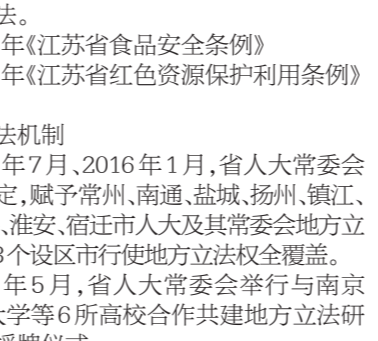 法。
年《江苏省食品安全条例》
年《江苏省红色资源保护利用条例》
法机制
年7月、2016年1月,省人大常委会
定,赋予常州、南通、盐城、扬州、镇江、
、淮安、宿迁市人大及其常委会地方立
3个设区市行使地方立法权全覆盖。
年5月,省人大常委会举行与南京
大学等6所高校合作共建地方立法研
授牌仪式